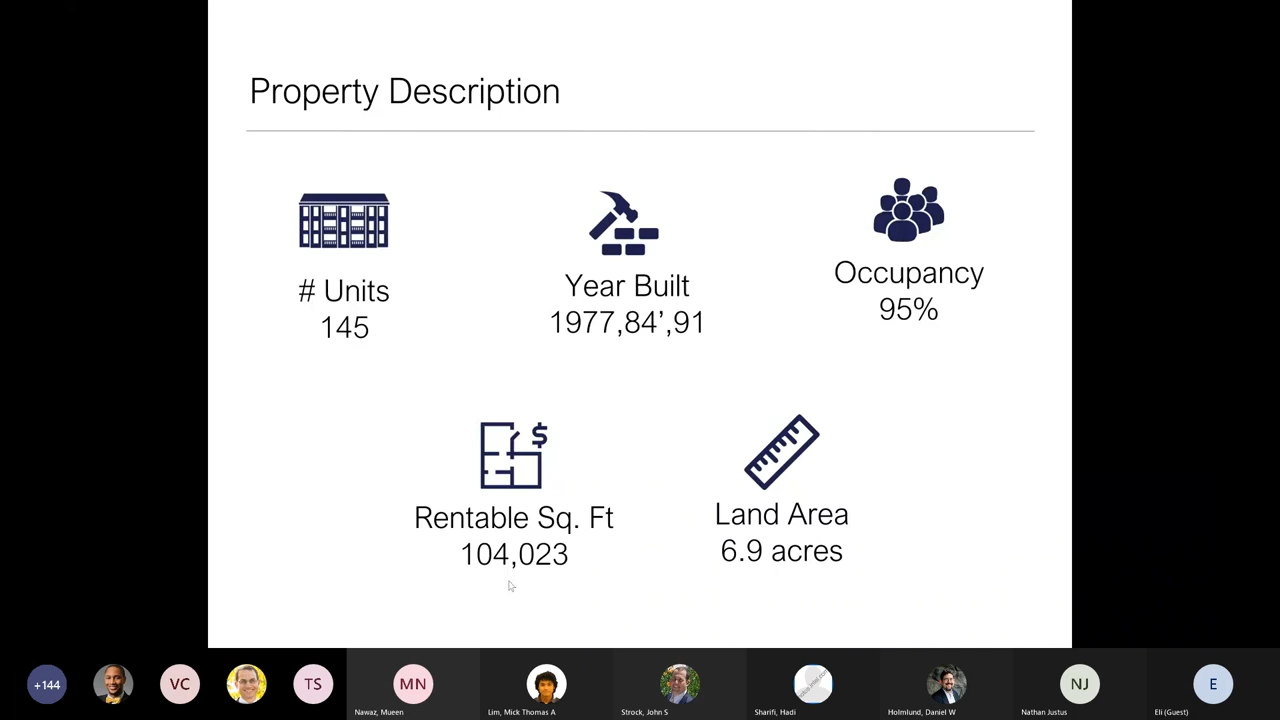 Property Description
# Units
145
Year Built
1977,84’,91
Occupancy
95%
$
Rentable Sq. Ft
104,023
Land Area
6.9 acres
+144
VC
TS
MN
Nawaz, Mueen
Lim, Mick Thomas A
Strock, John S
Sharifi, Hadi
Holmlund, Daniel W
NJ
Nathan Justus
E
Eli (Guest)